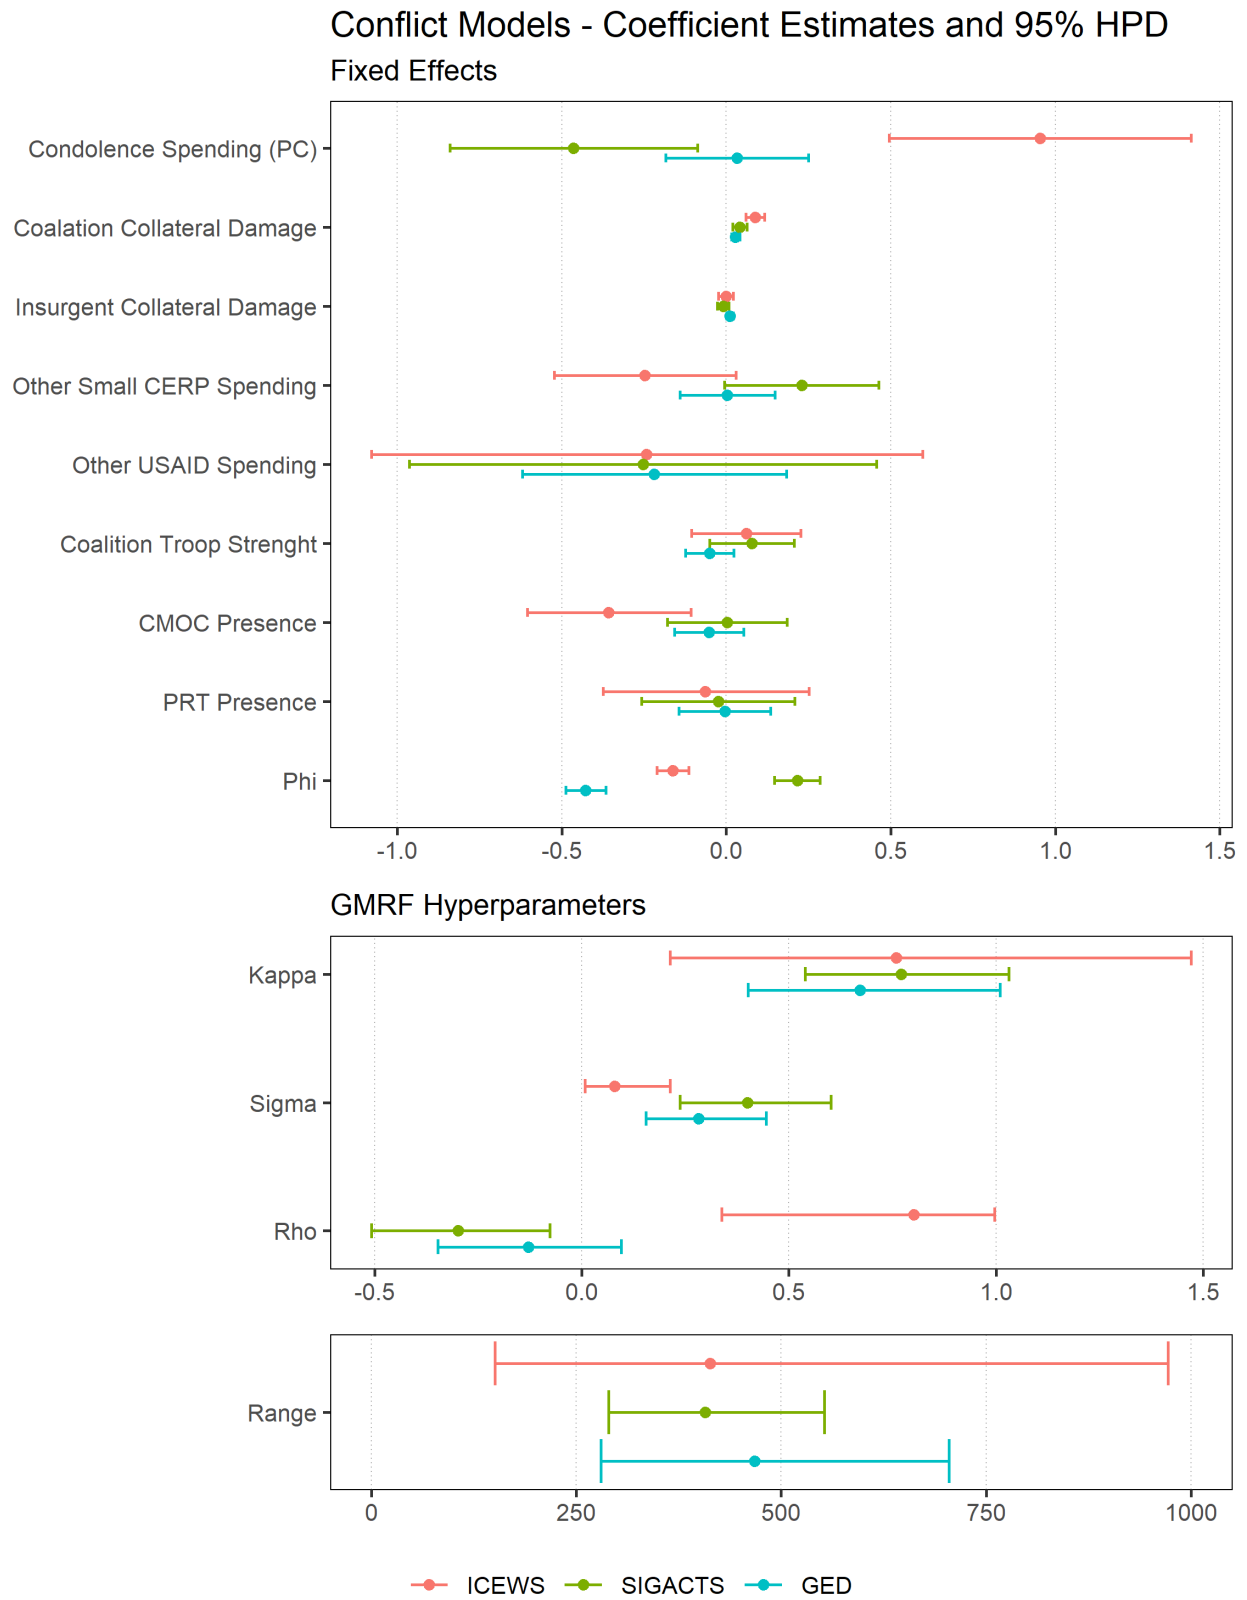 Conflict Models - Coefficient Estimates and 95% HPD
Fixed Effects
Condolence Spending (PC)
Coalation Collateral Damage
Insurgent Collateral Damage
Other Small CERP Spending
Other USAID Spending
Coalition Troop Strenght
CMOC Presence
PRT Presence
Phi
-1.0 -0.5 0.0 0.5 1.0 1.5
GMRF Hyperparameters
Kappa
Sigma
Rho
-0.5 0.0 0.5 1.0 1.5
Range
0 250 500 750 1000
ICEWS SIGACTS GED